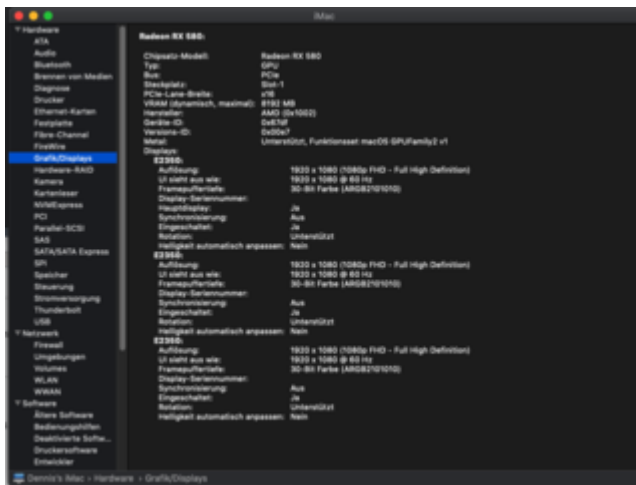 iMac
Hardware
ATA
Audio
Bluetooth
Brennen von Medien
Diagnose
Drucker
Ethernet-Karten
Festplatte
Fibre-Channel
FireWire
Grafik/Displays
Hardware-RAID
Kamera
Kartenleser
NVMExpress
PCI
Parallel-SCSI
SAS
SATA/SATA Express
SPI
Speicher
Steuerung
Stromversorgung
Thunderbolt
USB
Netzwerk
Firewall
Umgebungen
Volumes
WLAN
WWAN
Software
Ältere Software
Bedienungshilfen
Deaktivierte Softw...
Druckersoftware
Entwickler
Radeon RX 580:
Chipsatz-Modell: Radeon RX 580
Typ: GPU
Bus: PCIe
Steckplatz: Slot-1
PCIe-Lane-Breite: x16
VRAM (dynamisch, maximal): 8192 MB
Hersteller: AMD (0x1002)
Geräte-ID: 0x67df
Versions-ID: 0x00e7
Metal: Unterstützt, Funktionsset macOS GPUFamily2 v1
Displays:
E2350:
Auflösung: 1920 x 1080 (1080p FHD - Full High Definition)
UI sieht aus wie: 1920 x 1080 @ 60 Hz
Framepuffertiefe: 30-Bit Farbe (ARGB2101010)
Display-Seriennummer:
Hauptdisplay: Ja
Synchronisierung: Aus
Eingeschaltet: Ja
Rotation: Unterstützt
Helligkeit automatisch anpassen: Nein
E2350:
Auflösung: 1920 x 1080 (1080p FHD - Full High Definition)
UI sieht aus wie: 1920 x 1080 @ 60 Hz
Framepuffertiefe: 30-Bit Farbe (ARGB2101010)
Display-Seriennummer:
Synchronisierung: Aus
Eingeschaltet: Ja
Rotation: Unterstützt
Helligkeit automatisch anpassen: Nein
E2350:
Auflösung: 1920 x 1080 (1080p FHD - Full High Definition)
UI sieht aus wie: 1920 x 1080 @ 60 Hz
Framepuffertiefe: 30-Bit Farbe (ARGB2101010)
Display-Seriennummer:
Synchronisierung: Aus
Eingeschaltet: Ja
Rotation: Unterstützt
Helligkeit automatisch anpassen: Nein
Dennis's iMac › Hardware › Grafik/Displays